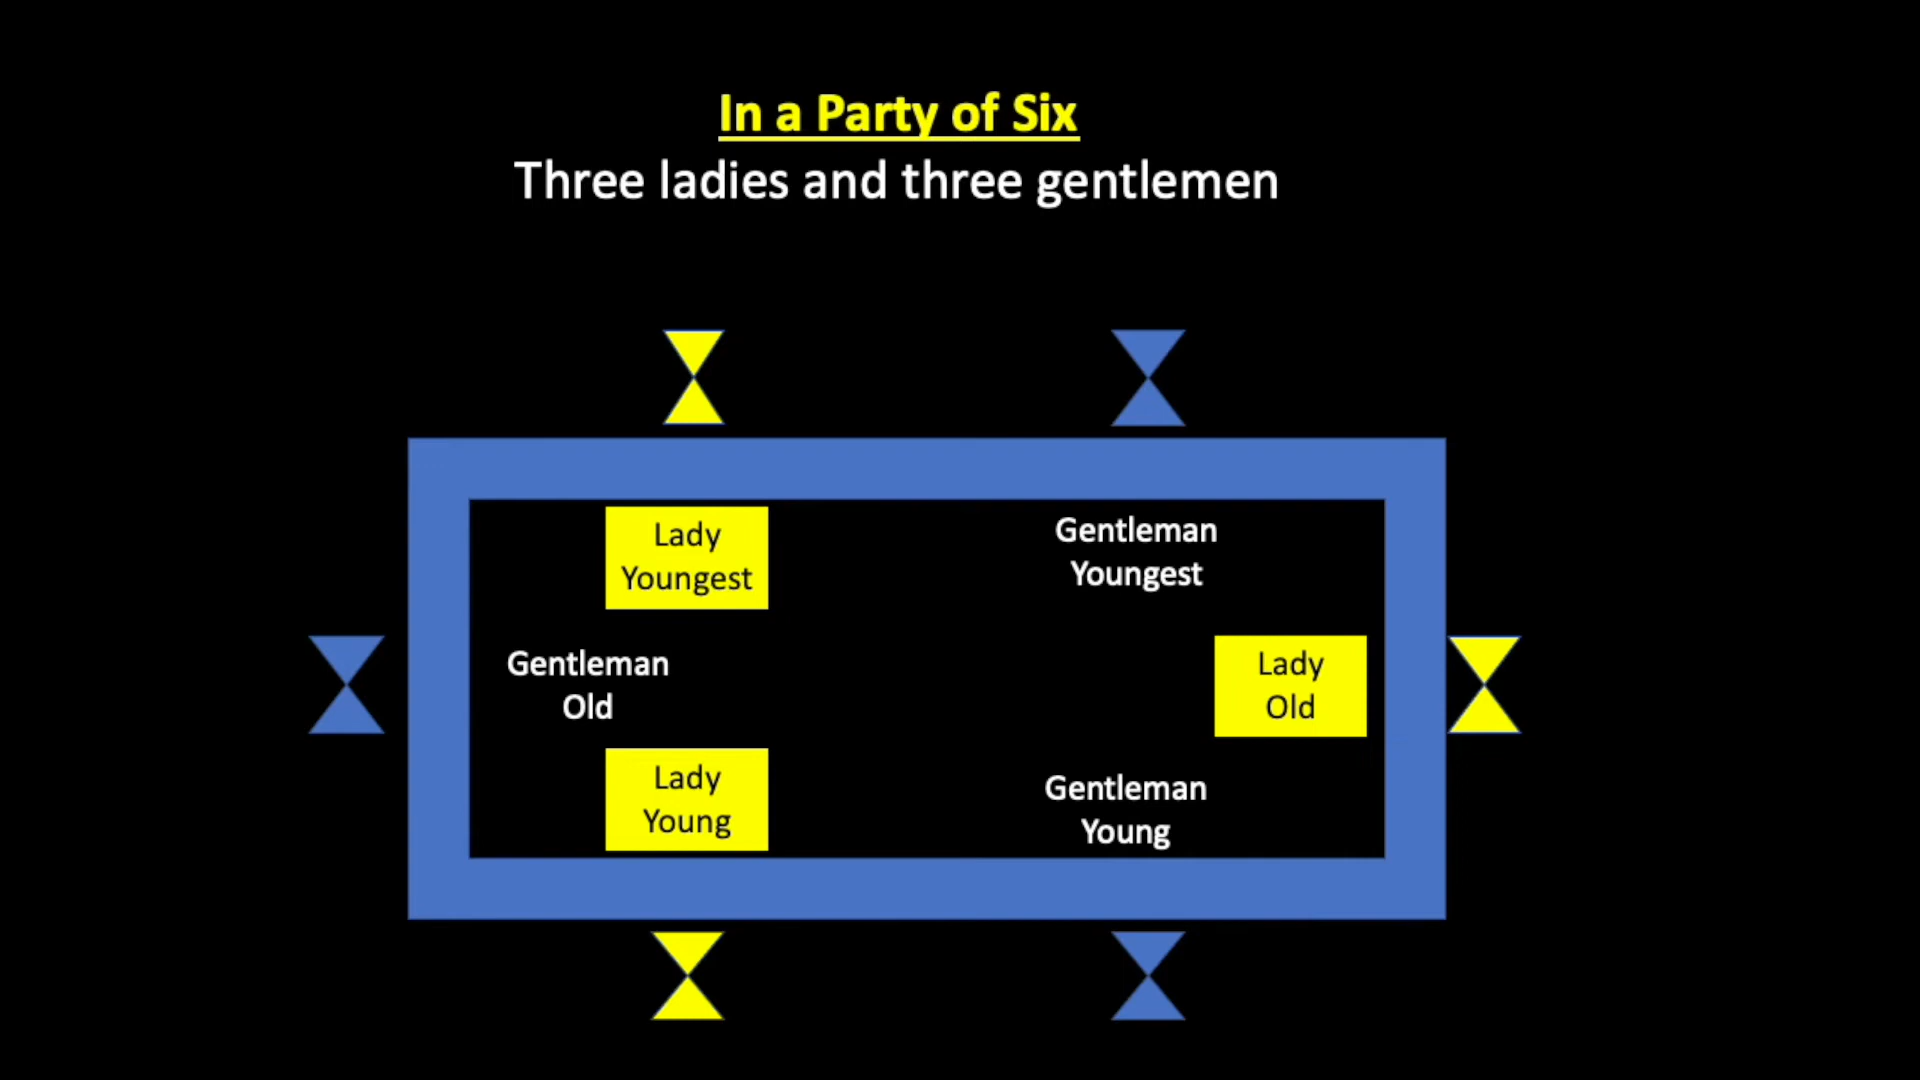 In a Party of Six
Three ladies and three gentlemen
Lady
Youngest
Gentleman
Youngest
Gentleman
Old
Lady
Old
Lady
Young
Gentleman
Young